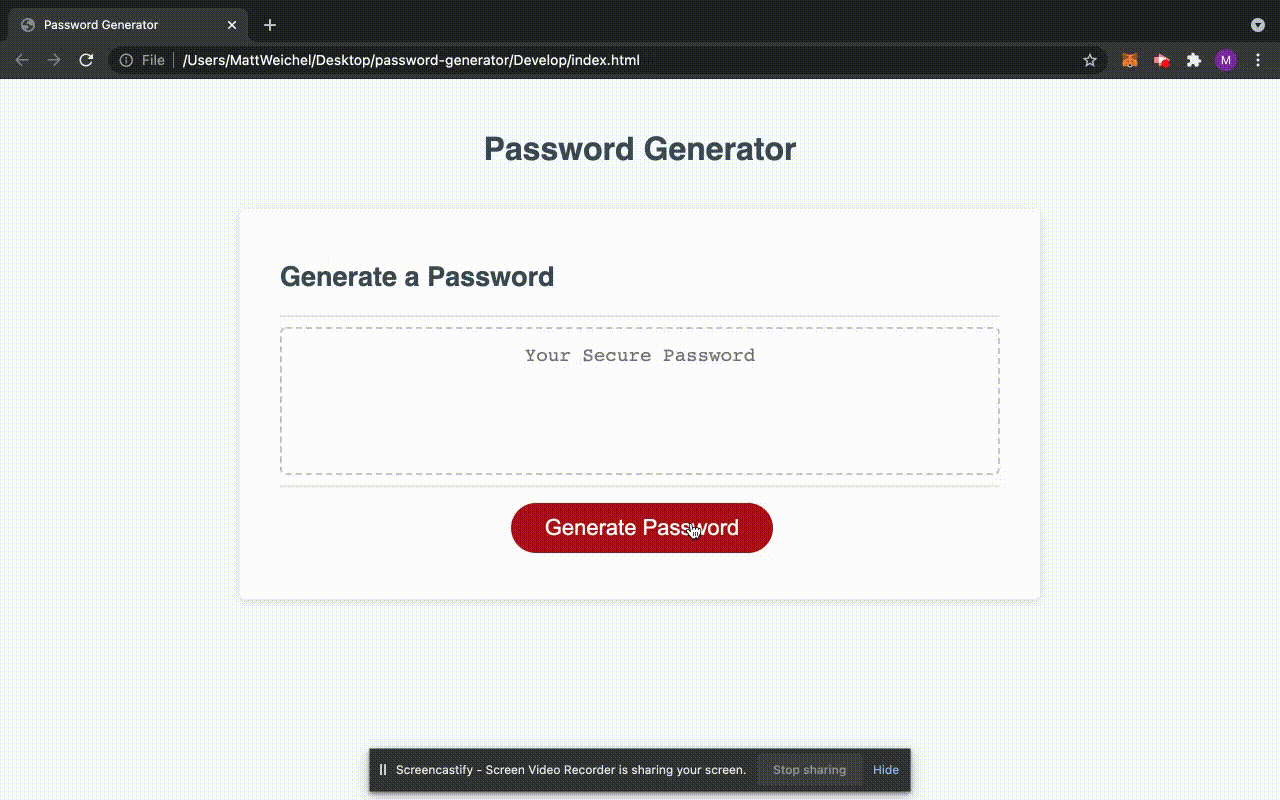 Password Generator
File
/Users/MattWeichel/Desktop/password-generator/Develop/index.html
M
Password Generator
Generate a Password
Your Secure Password
Generate Password
Screencastify - Screen Video Recorder is sharing your screen.
Stop sharing
Hide